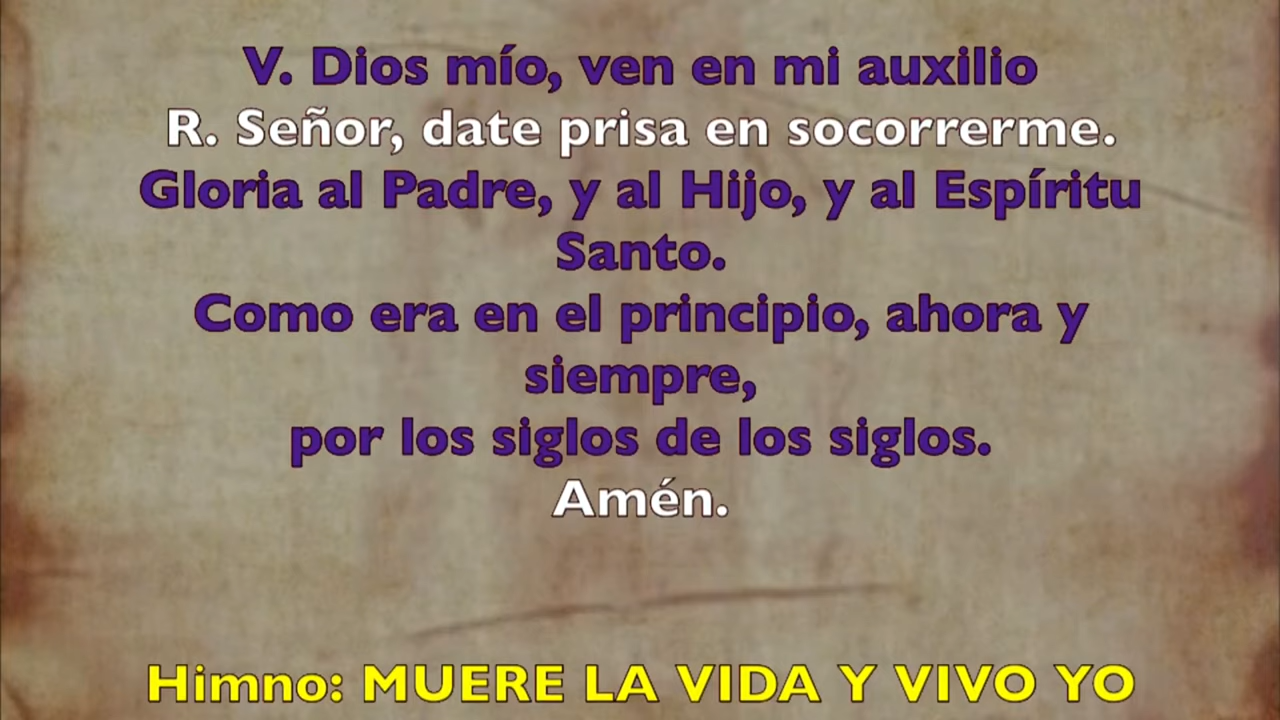 V. Dios mío, ven en mi auxilio
R. Señor, date prisa en socorrerme.
Gloria al Padre, y al Hijo, y al Espíritu
Santo.
Como era en el principio, ahora y
siempre,
por los siglos de los siglos.
Amén.
Himno: MUERE LA VIDA Y VIVO YO